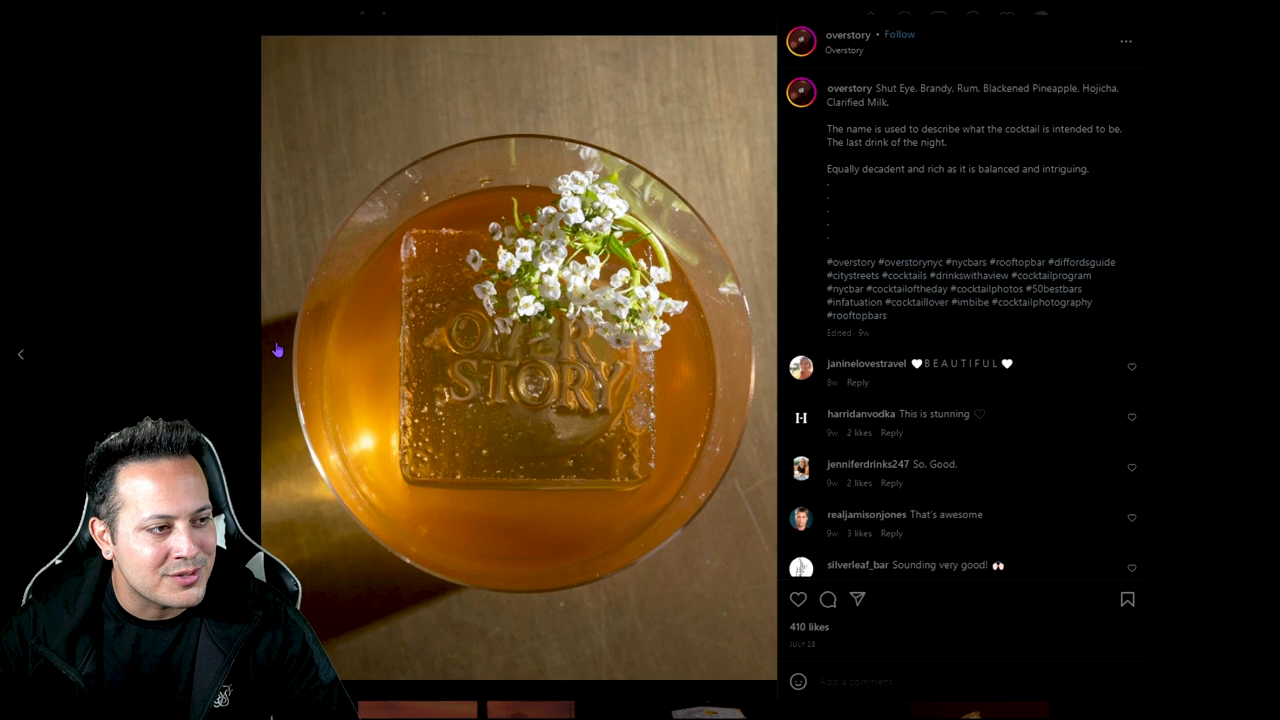 overstory • Follow
Overstory
overstory Shut Eye, Brandy, Rum, Blackened Pineapple, Hojicha,
Clarified Milk.
The name is used to describe what the cocktail is intended to be.
The last drink of the night.
Equally decadent and rich as it is balanced and intriguing.
.
.
.
.
.
#overstory #overstorynyc #nycbars #rooftopbar #diffordsguide
#citystreets #cocktails #drinkswithaview #cocktailprogram
#nycbar #cocktailoftheday #cocktailphotos #50bestbars
#infatuation #cocktaillover #imbibe #cocktailphotography
#rooftopbars
Edited 9w
OVER
STORY
janinelovestravel 🤍 B E A U T I F U L 🤍
8w Reply
H
harridanvodka This is stunning 🖤
9w 2 likes Reply
jenniferdrinks247 So. Good.
9w 2 likes Reply
realjamisonjones That's awesome
9w 3 likes Reply
silverleaf_bar Sounding very good! 🙌🏻
410 likes
JULY 28
Add a comment...